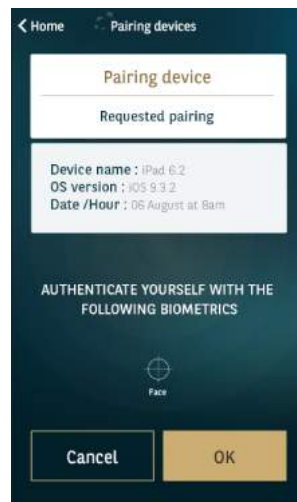 Home Pairing devices
Pairing device
Requested pairing
Device name : iPad 6.2
OS version : iOS 9.3.2
Date /Hour : 06 August at 8am
AUTHENTICATE YOURSELF WITH THE
FOLLOWING BIOMETRICS
Face
Cancel OK